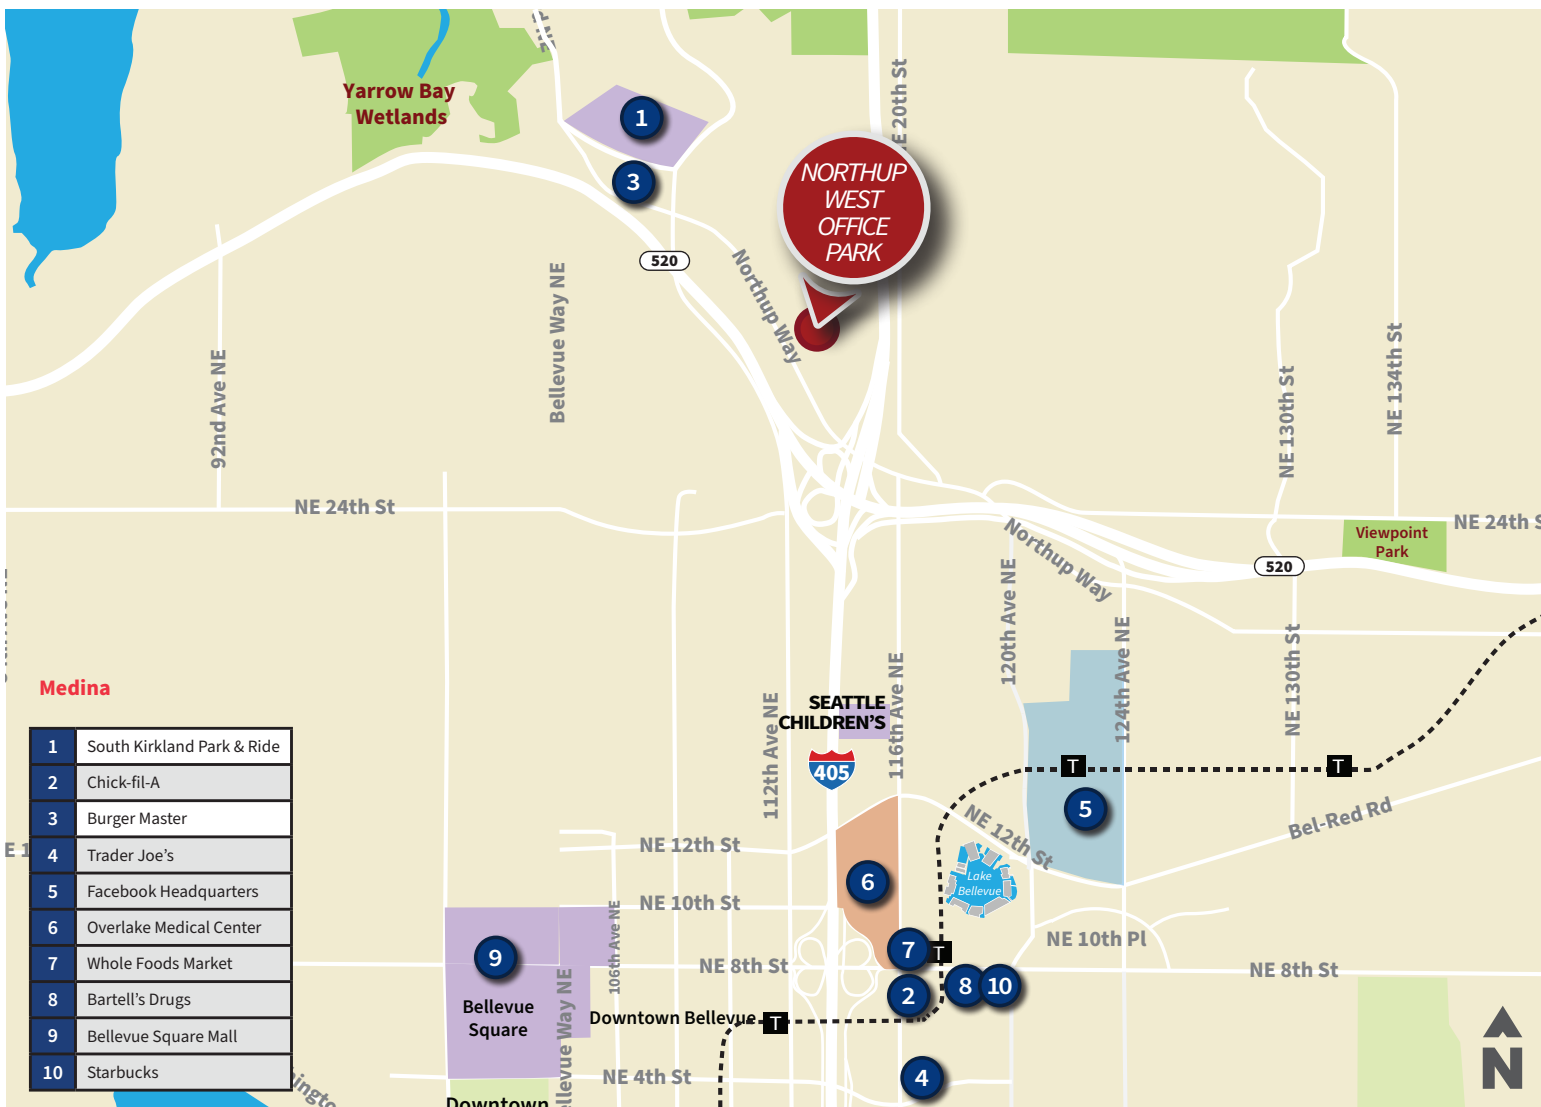 Yarrow Bay
Wetlands
1
3
NORTHUP
WEST
OFFICE
PARK
E 20th St
520
Northup Way
Bellevue Way NE
92nd Ave NE
NE 130th St
NE 134th St
NE 24th St
NE 24th S
Viewpoint
Park
520
Northup Way
120th Ave NE
124th Ave NE
NE 130th St
Medina
SEATTLE
CHILDREN'S
112th Ave NE
116th Ave NE
405
T
T
5
Bel-Red Rd
NE 12th St
NE 12th St
E 1
6
Lake
Bellevue
NE 10th St
106th Ave NE
NE 10th Pl
9
7
T
NE 8th St
NE 8th St
8
10
2
Bellevue
Square
Bellevue Way NE
Downtown Bellevue
T
NE 4th St
4
Downtown
ington
N
1 South Kirkland Park & Ride
2 Chick-fil-A
3 Burger Master
4 Trader Joe's
5 Facebook Headquarters
6 Overlake Medical Center
7 Whole Foods Market
8 Bartell's Drugs
9 Bellevue Square Mall
10 Starbucks